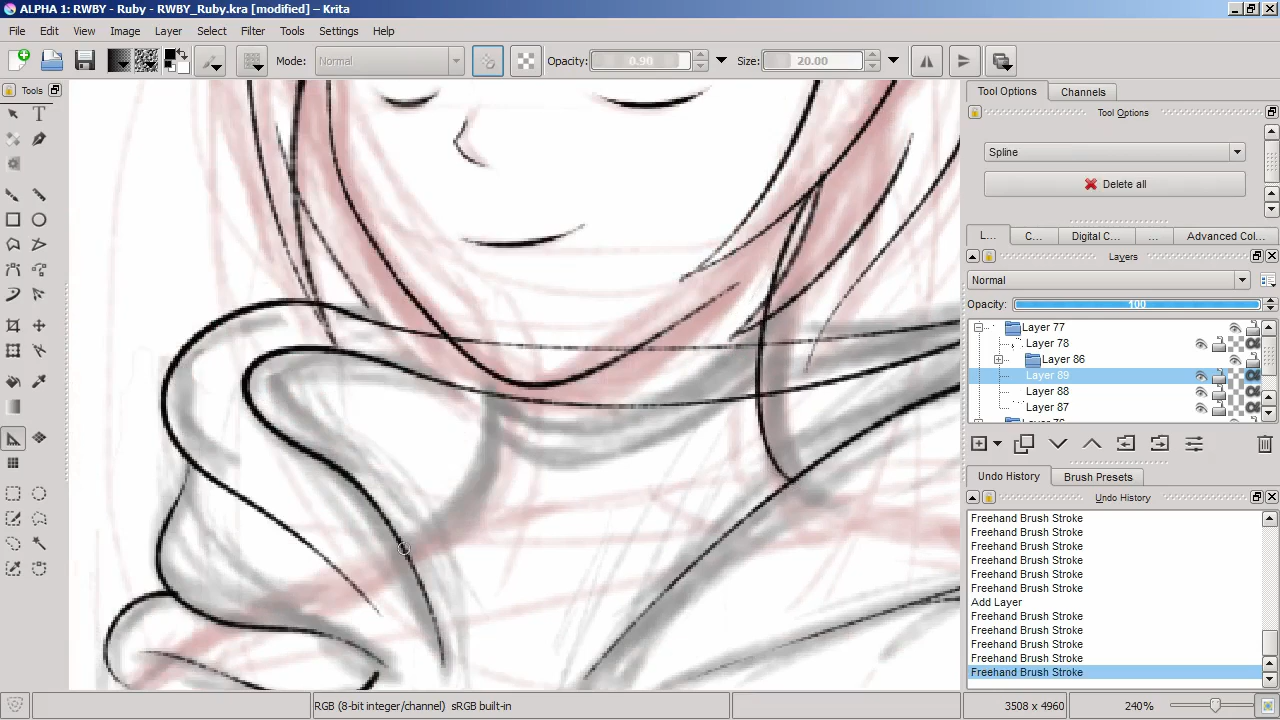 ALPHA 1: RWBY - Ruby - RWBY_Ruby.kra [modified] – Krita
File Edit View Image Layer Select Filter Tools Settings Help
Mode: Normal Opacity: 0.90 Size: 20.00
Tools
Tool Options Channels
Tool Options
Spline
Delete all
L... C... Digital C... ... Advanced Col...
Layers
Normal
Opacity: 100
Layer 77
Layer 78
Layer 86
Layer 89
Layer 88
Layer 87
Undo History Brush Presets
Undo History
Freehand Brush Stroke
Freehand Brush Stroke
Freehand Brush Stroke
Freehand Brush Stroke
Freehand Brush Stroke
Freehand Brush Stroke
Add Layer
Freehand Brush Stroke
Freehand Brush Stroke
Freehand Brush Stroke
Freehand Brush Stroke
Freehand Brush Stroke
RGB (8-bit integer/channel) sRGB built-in 3508 x 4960 240%